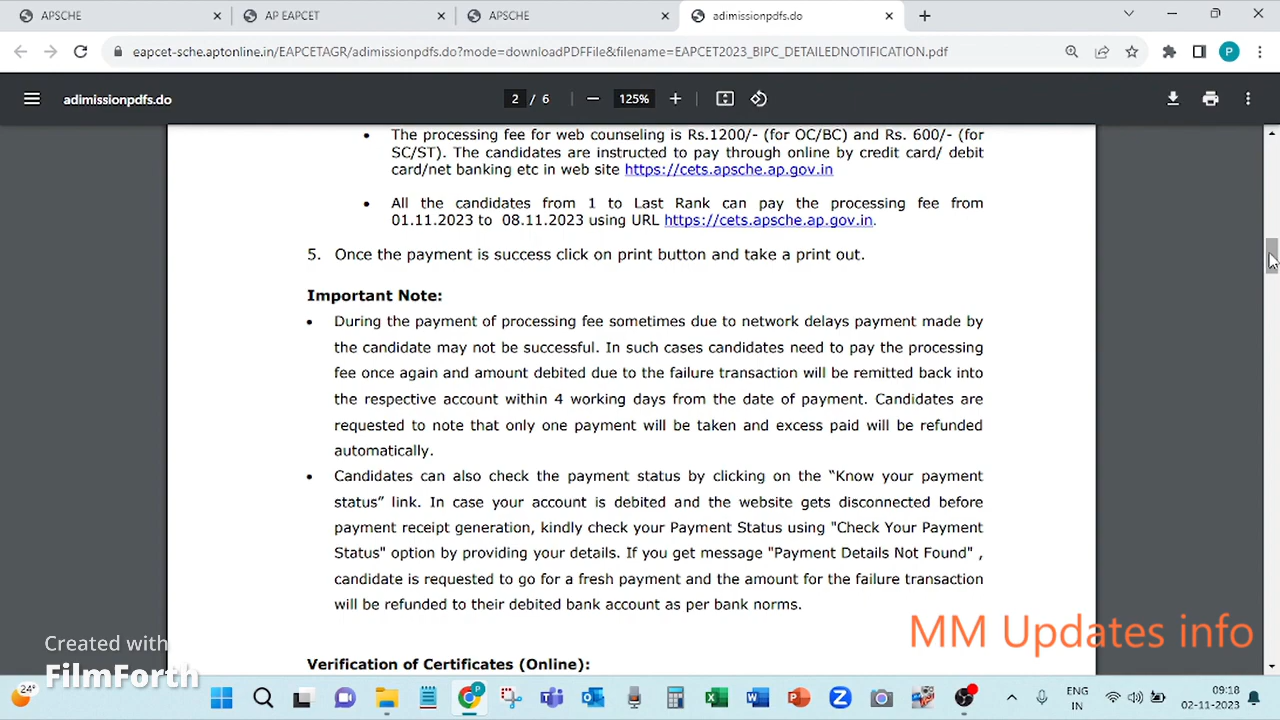 APSCHE
AP EAPCET
APSCHE
adimissionpdfs.do
eapcet-sche.aptonline.in/EAPCETAGR/adimissionpdfs.do?mode=downloadPDFFile&filename=EAPCET2023_BIPC_DETAILEDNOTIFICATION.pdf
P
adimissionpdfs.do
2 / 6
125%
• The processing fee for web counseling is Rs.1200/- (for OC/BC) and Rs. 600/- (for
SC/ST). The candidates are instructed to pay through online by credit card/ debit
card/net banking etc in web site https://cets.apsche.ap.gov.in
• All the candidates from 1 to Last Rank can pay the processing fee from
01.11.2023 to 08.11.2023 using URL https://cets.apsche.ap.gov.in.
5. Once the payment is success click on print button and take a print out.
Important Note:
• During the payment of processing fee sometimes due to network delays payment made by
the candidate may not be successful. In such cases candidates need to pay the processing
fee once again and amount debited due to the failure transaction will be remitted back into
the respective account within 4 working days from the date of payment. Candidates are
requested to note that only one payment will be taken and excess paid will be refunded
automatically.
• Candidates can also check the payment status by clicking on the “Know your payment
status” link. In case your account is debited and the website gets disconnected before
payment receipt generation, kindly check your Payment Status using "Check Your Payment
Status" option by providing your details. If you get message "Payment Details Not Found" ,
candidate is requested to go for a fresh payment and the amount for the failure transaction
will be refunded to their debited bank account as per bank norms.
MM Updates info
Created with
FilmForth
Verification of Certificates (Online):
24°
ENG
IN
09:18
02-11-2023